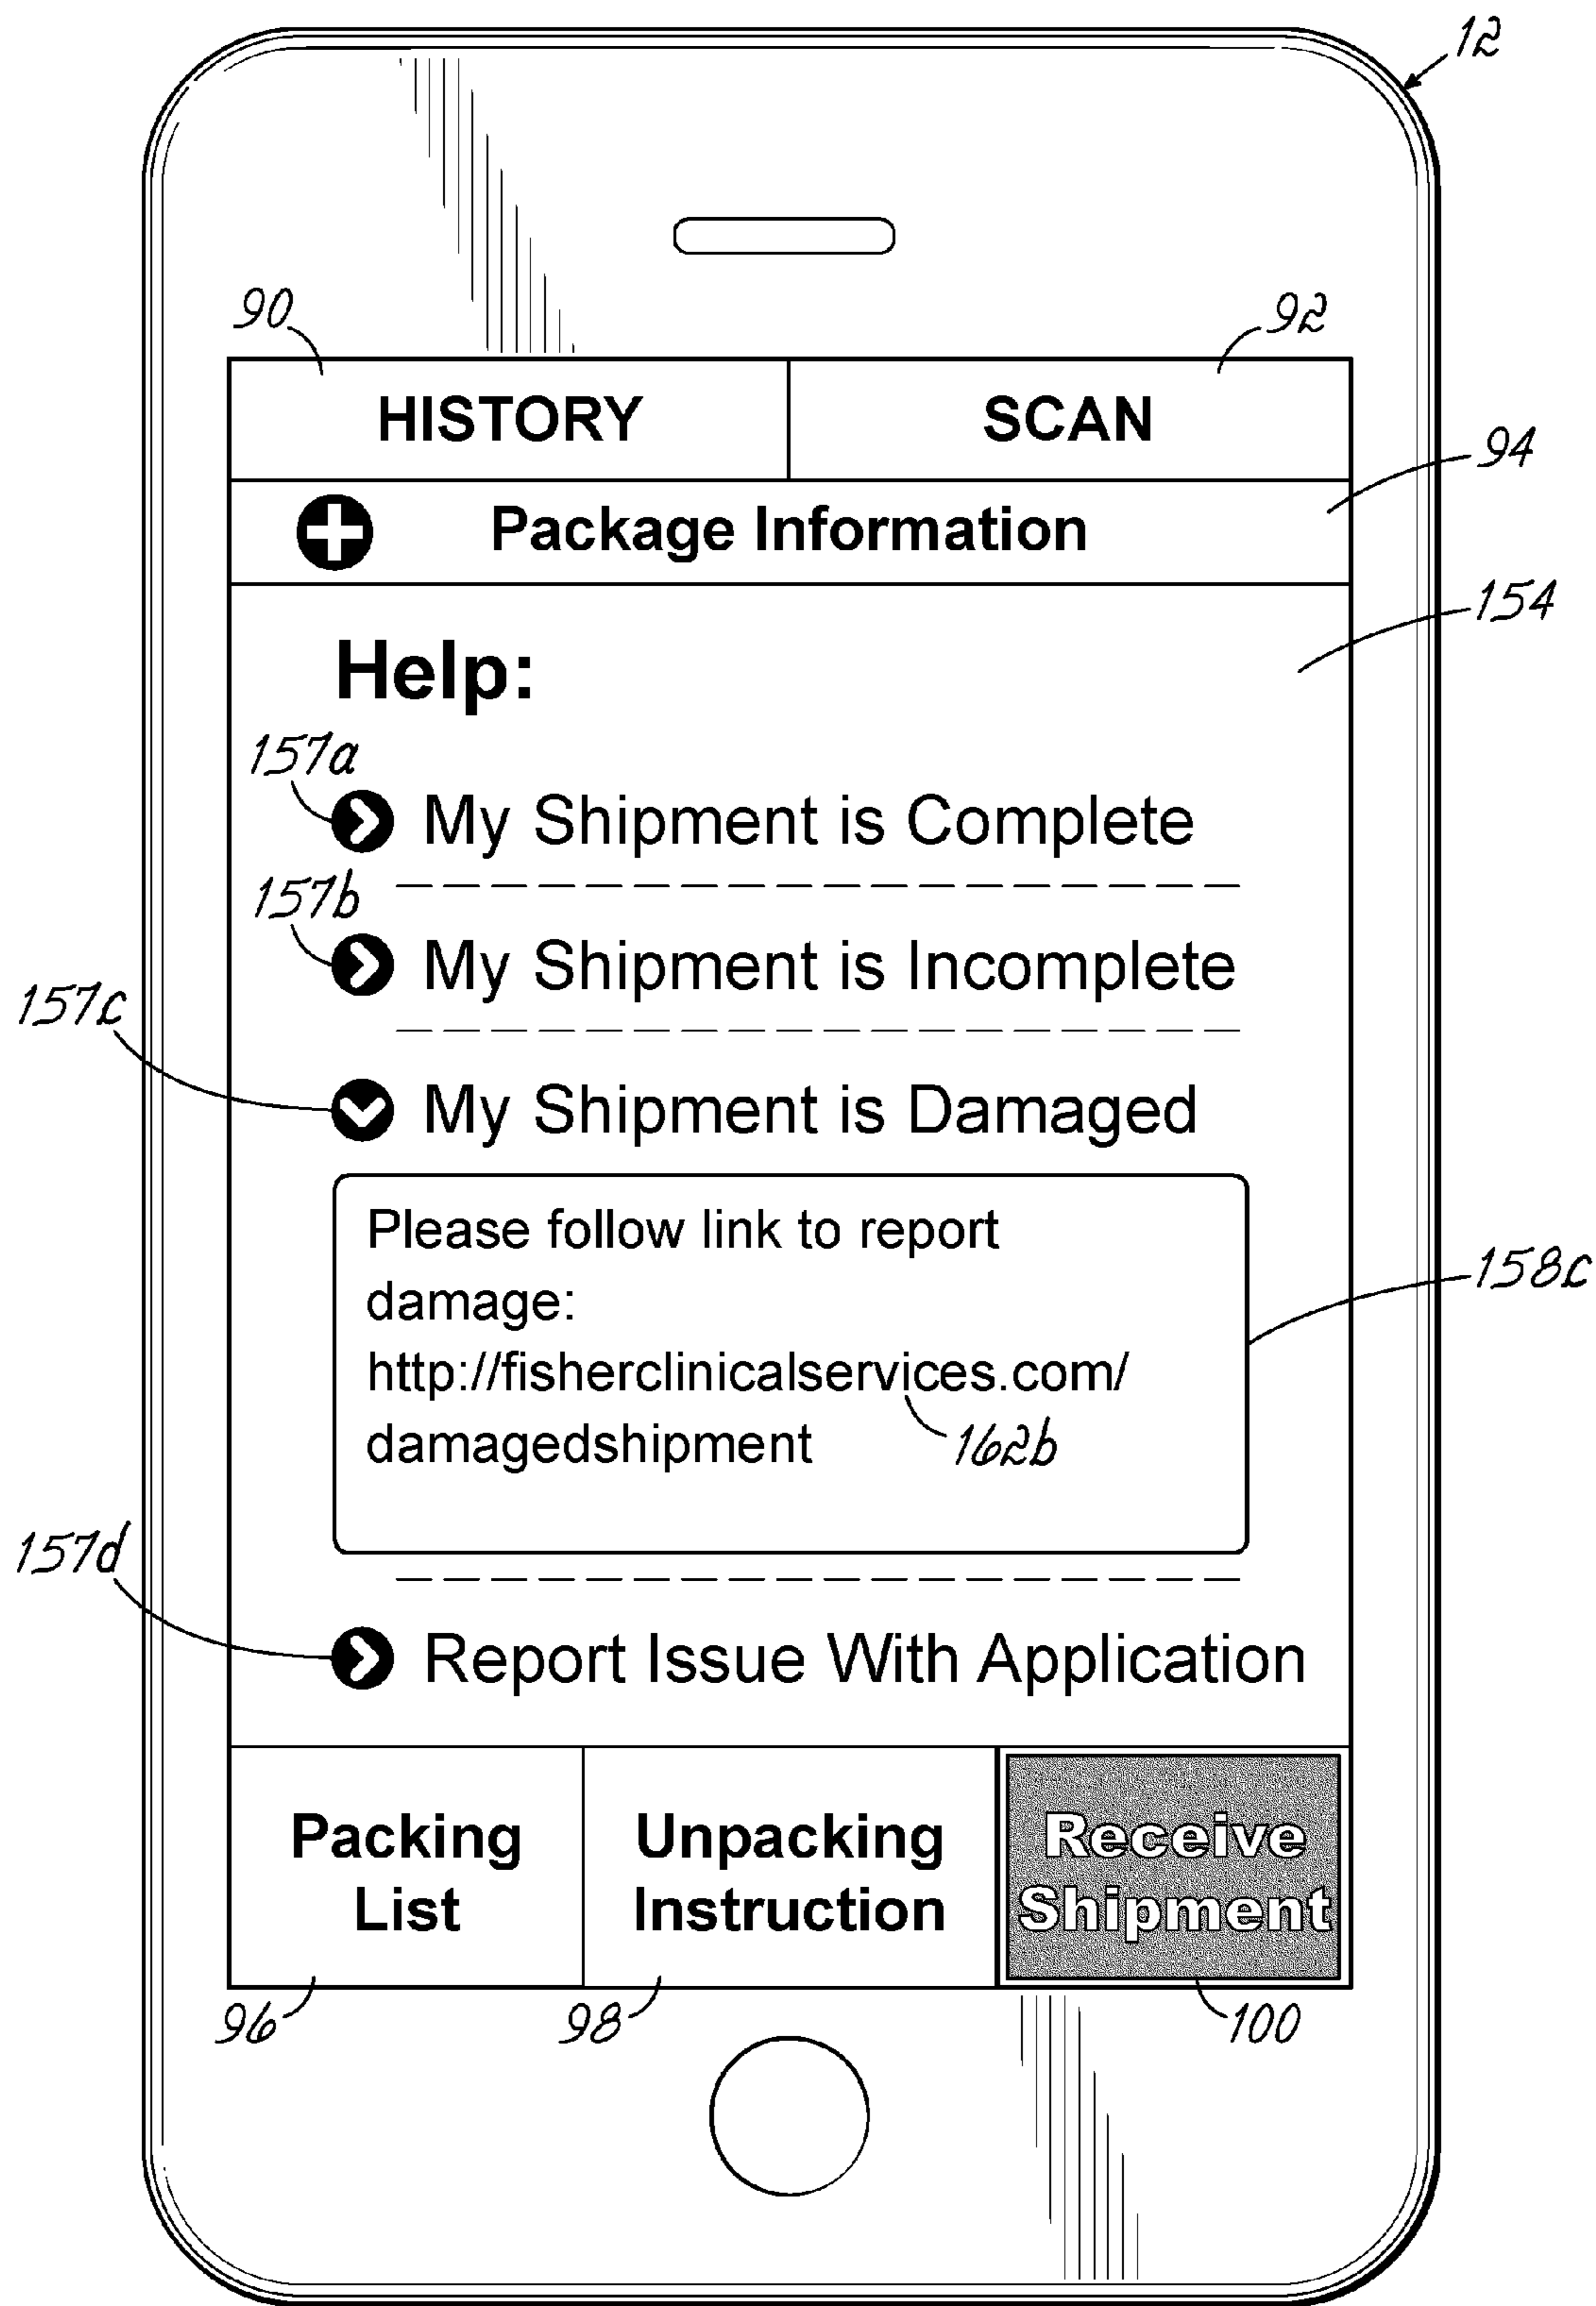 12
90
92
HISTORY SCAN
94
Package Information
154
Help:
157a
My Shipment is Complete
157b
My Shipment is Incomplete
157c
My Shipment is Damaged
Please follow link to report
damage:
http://fisherclinicalservices.com/
damagedshipment
162b
158c
157d
Report Issue With Application
Packing
List
Unpacking
Instruction
Receive
Shipment
96
98
100